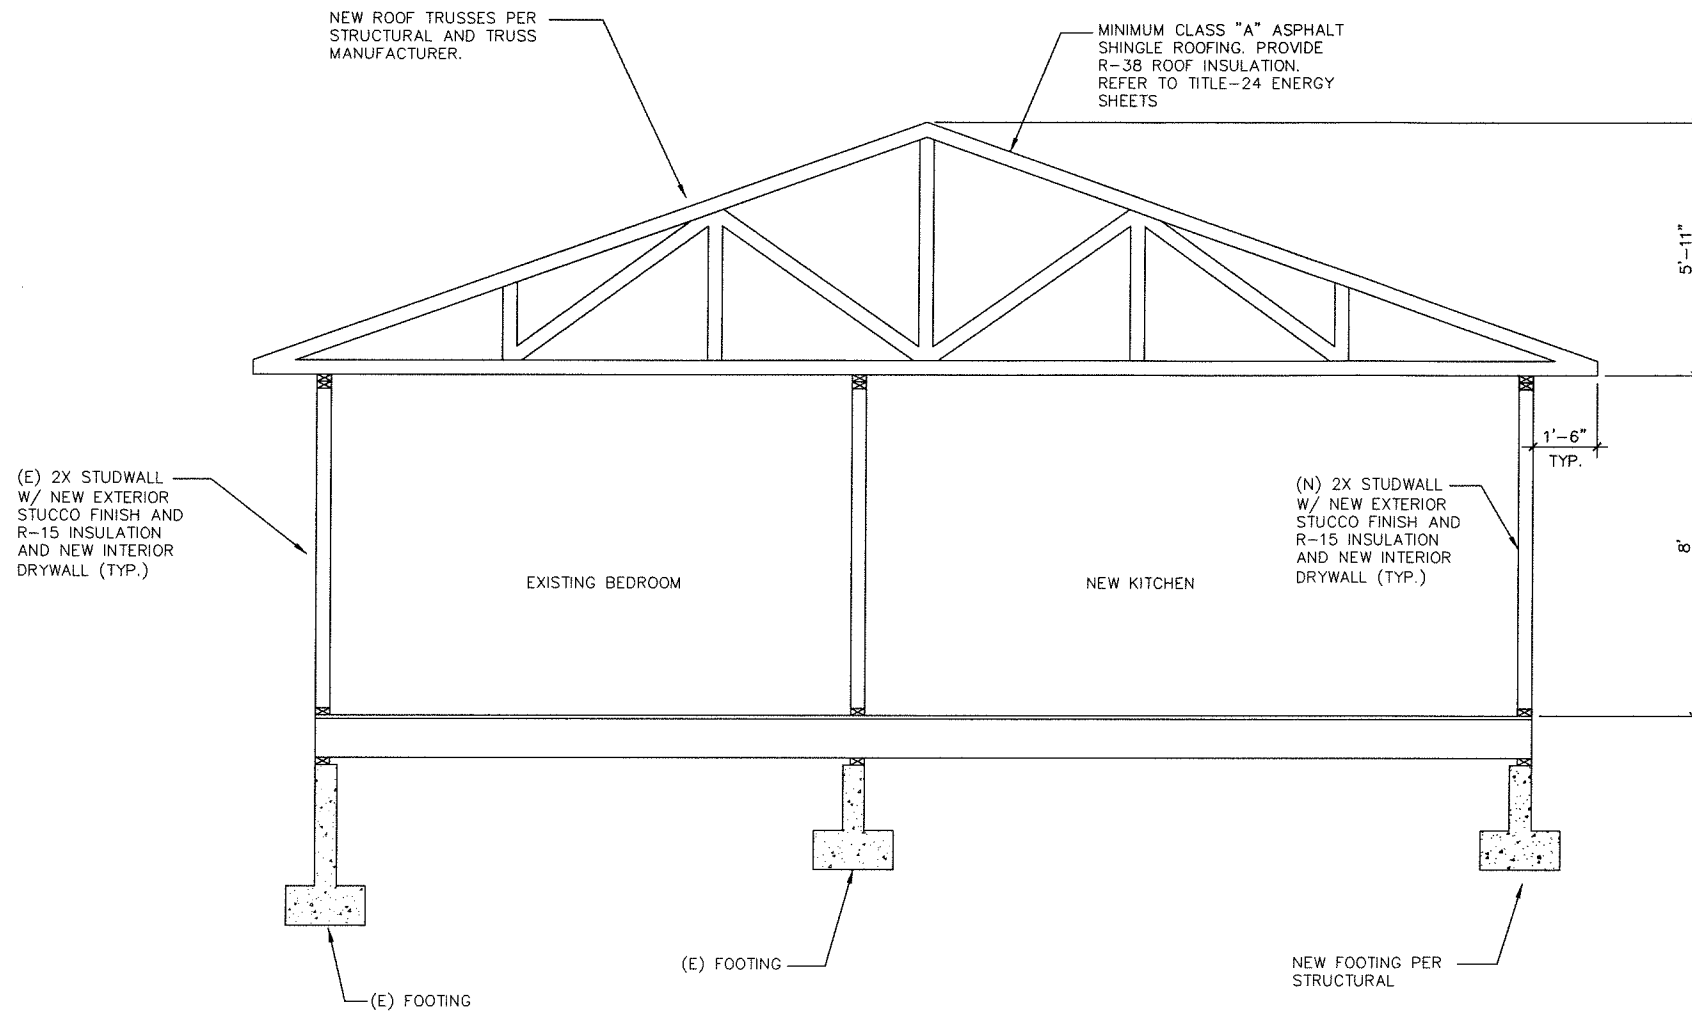 NEW ROOF TRUSSES PER
STRUCTURAL AND TRUSS
MANUFACTURER.
MINIMUM CLASS "A" ASPHALT
SHINGLE ROOFING. PROVIDE
R-38 ROOF INSULATION.
REFER TO TITLE-24 ENERGY
SHEETS
5'-11"
1'-6"
TYP.
(E) 2X STUDWALL
W/ NEW EXTERIOR
STUCCO FINISH AND
R-15 INSULATION
AND NEW INTERIOR
DRYWALL (TYP.)
(N) 2X STUDWALL
W/ NEW EXTERIOR
STUCCO FINISH AND
R-15 INSULATION
AND NEW INTERIOR
DRYWALL (TYP.)
8'
EXISTING BEDROOM
NEW KITCHEN
(E) FOOTING
(E) FOOTING
NEW FOOTING PER
STRUCTURAL